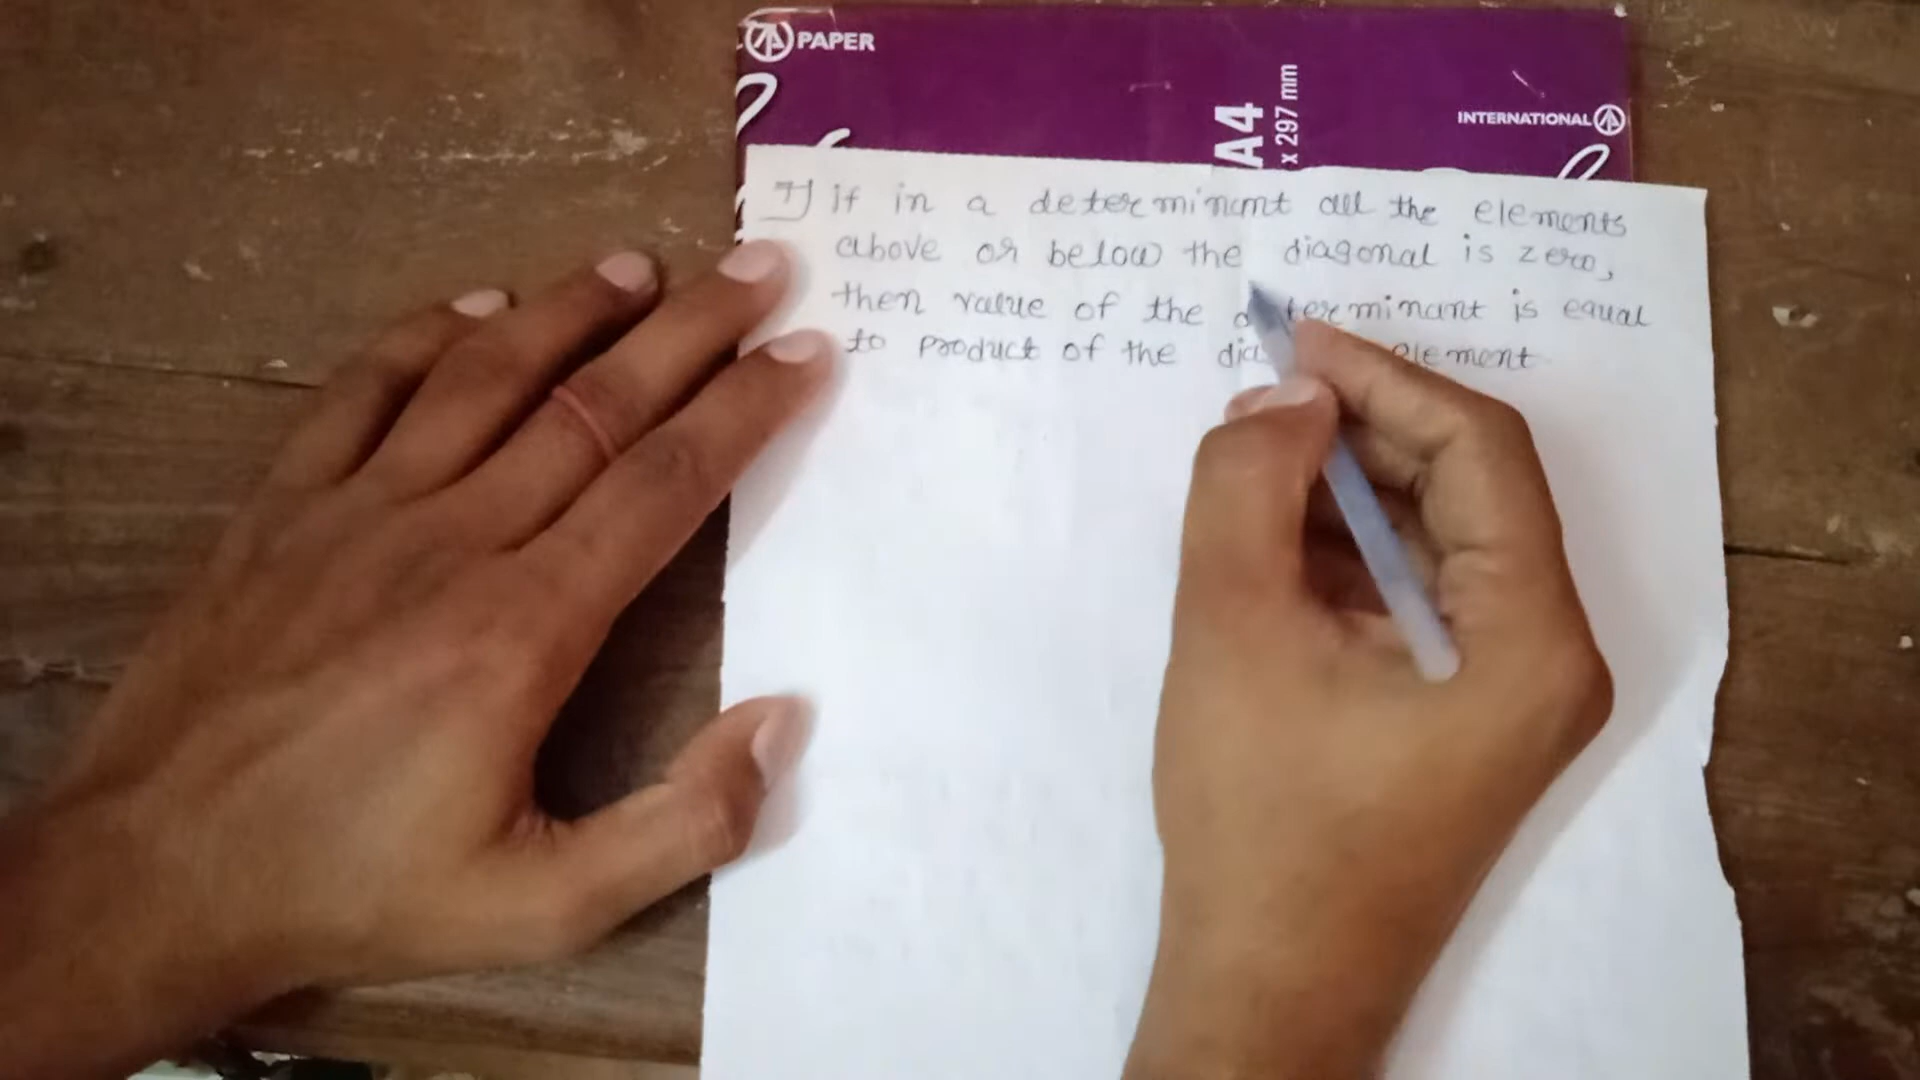 PAPER
A4
x 297 mm
INTERNATIONAL
7) if in a determinant all the elements
above or below the diagonal is zero,
then value of the determinant is equal
to product of the element